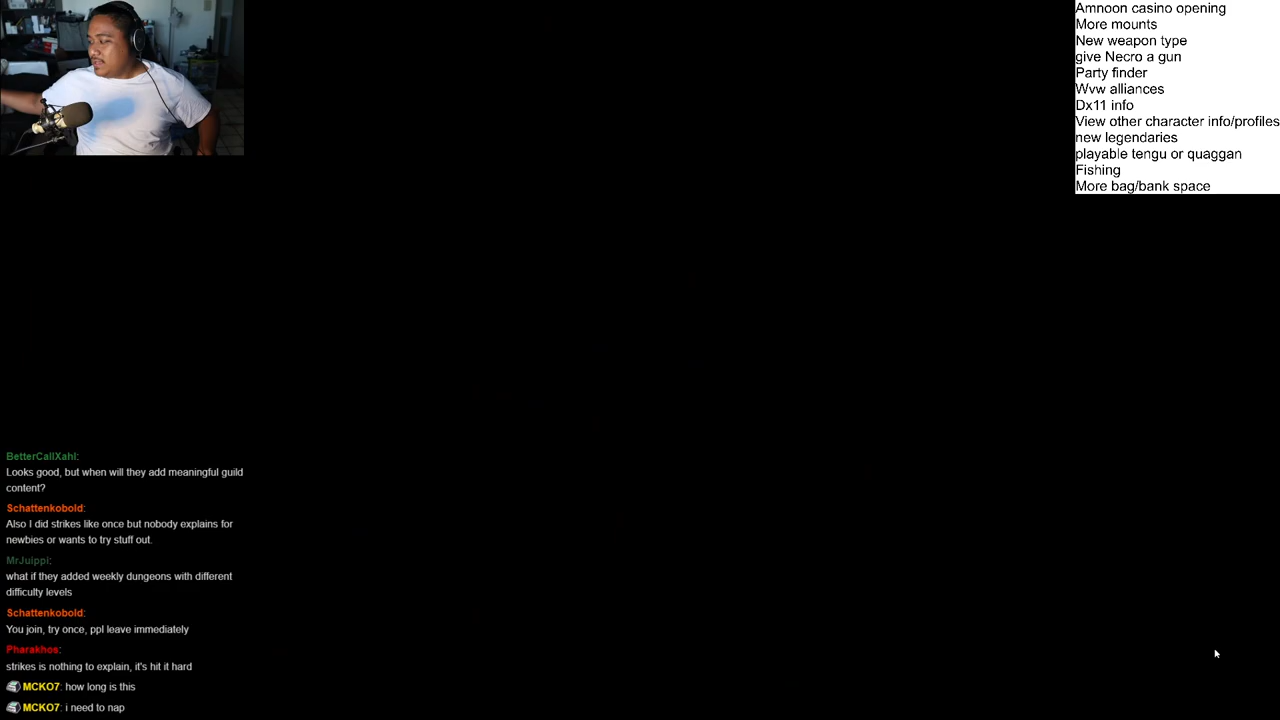 Amnoon casino opening
More mounts
New weapon type
give Necro a gun
Party finder
Wvw alliances
Dx11 info
View other character info/profiles
new legendaries
playable tengu or quaggan
Fishing
More bag/bank space
BetterCallXahl:
Looks good, but when will they add meaningful guild
content?
Schattenkobold:
Also I did strikes like once but nobody explains for
newbies or wants to try stuff out.
MrJuippi:
what if they added weekly dungeons with different
difficulty levels
Schattenkobold:
You join, try once, ppl leave immediately
Pharakhos:
strikes is nothing to explain, it's hit it hard
MCKO7: how long is this
MCKO7: i need to nap